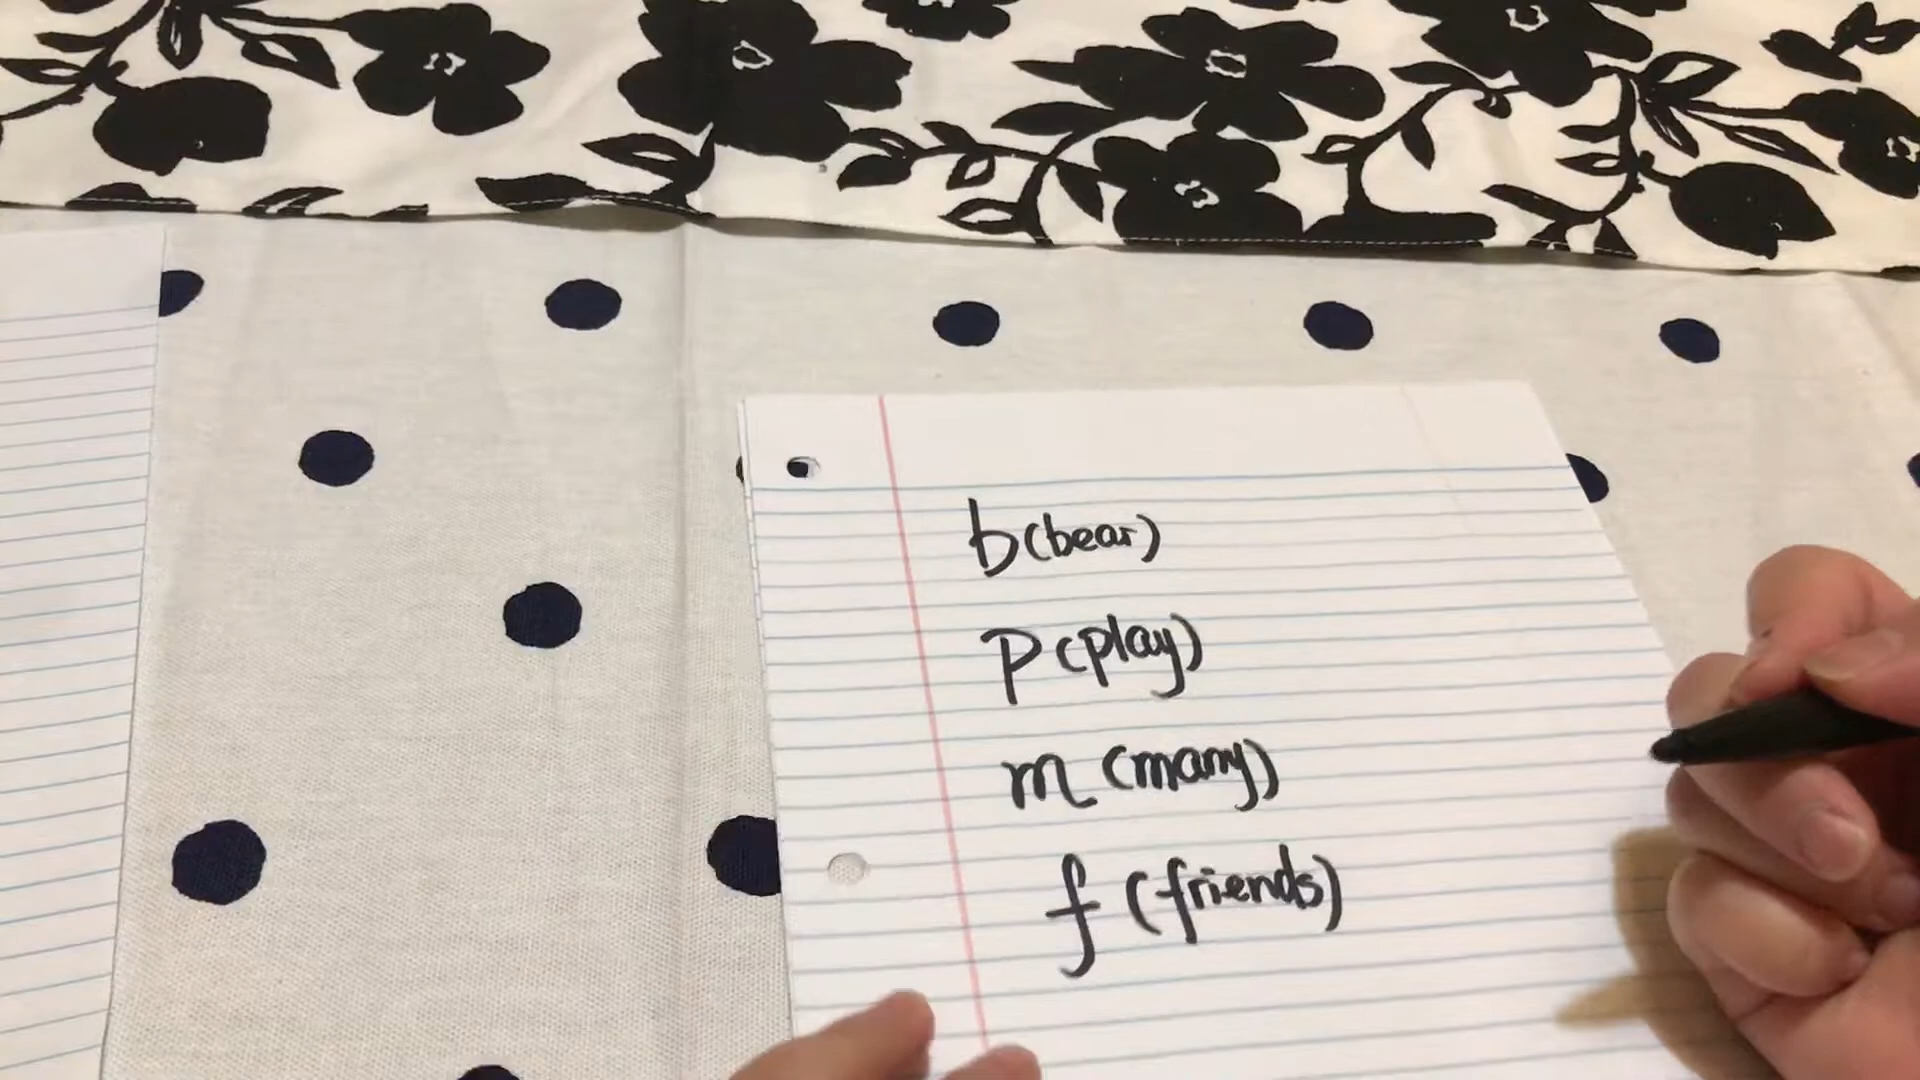 b (bear)
p (play)
m (many)
f (friends)